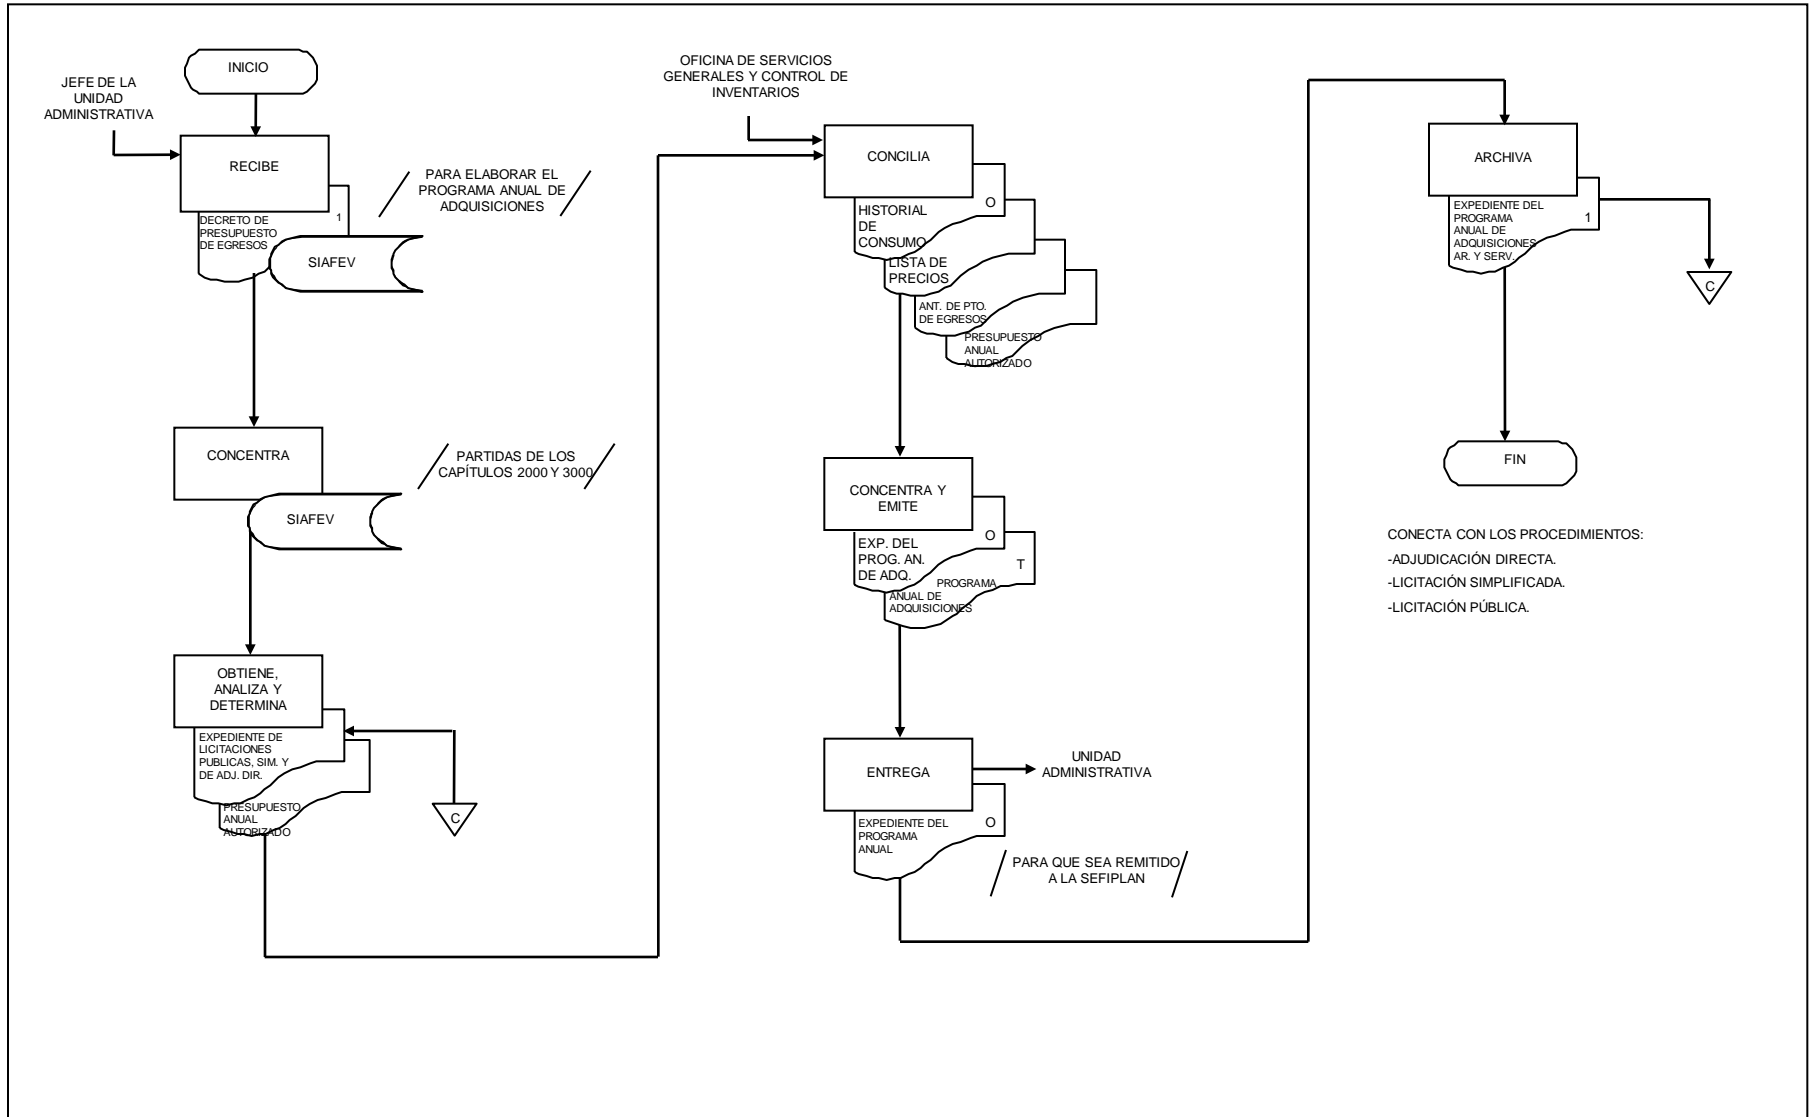 INICIO
JEFE DE LA
UNIDAD
ADMINISTRATIVA
RECIBE
DECRETO DE
PRESUPUESTO
DE EGRESOS
1
SIAFEV
PARA ELABORAR EL
PROGRAMA ANUAL DE
ADQUISICIONES
CONCENTRA
SIAFEV
PARTIDAS DE LOS
CAPÍTULOS 2000 Y 3000
OBTIENE,
ANALIZA Y
DETERMINA
EXPEDIENTE DE
LICITACIONES
PUBLICAS, SIM. Y
DE ADJ. DIR.
PRESUPUESTO
ANUAL
AUTORIZADO
C
OFICINA DE SERVICIOS
GENERALES Y CONTROL DE
INVENTARIOS
CONCILIA
O
HISTORIAL
DE
CONSUMO
LISTA DE
PRECIOS
ANT. DE PTO.
DE EGRESOS
PRESUPUESTO
ANUAL
AUTORIZADO
CONCENTRA Y
EMITE
O
EXP. DEL
PROG. AN.
DE ADQ.
T
PROGRAMA
ANUAL DE
ADQUISICIONES
ENTREGA
UNIDAD
ADMINISTRATIVA
EXPEDIENTE DEL
PROGRAMA
ANUAL
O
PARA QUE SEA REMITIDO
A LA SEFIPLAN
ARCHIVA
EXPEDIENTE DEL
PROGRAMA
ANUAL DE
ADQUISICIONES
AR. Y SERV.
1
C
FIN
CONECTA CON LOS PROCEDIMIENTOS:
-ADJUDICACIÓN DIRECTA.
-LICITACIÓN SIMPLIFICADA.
-LICITACIÓN PÚBLICA.